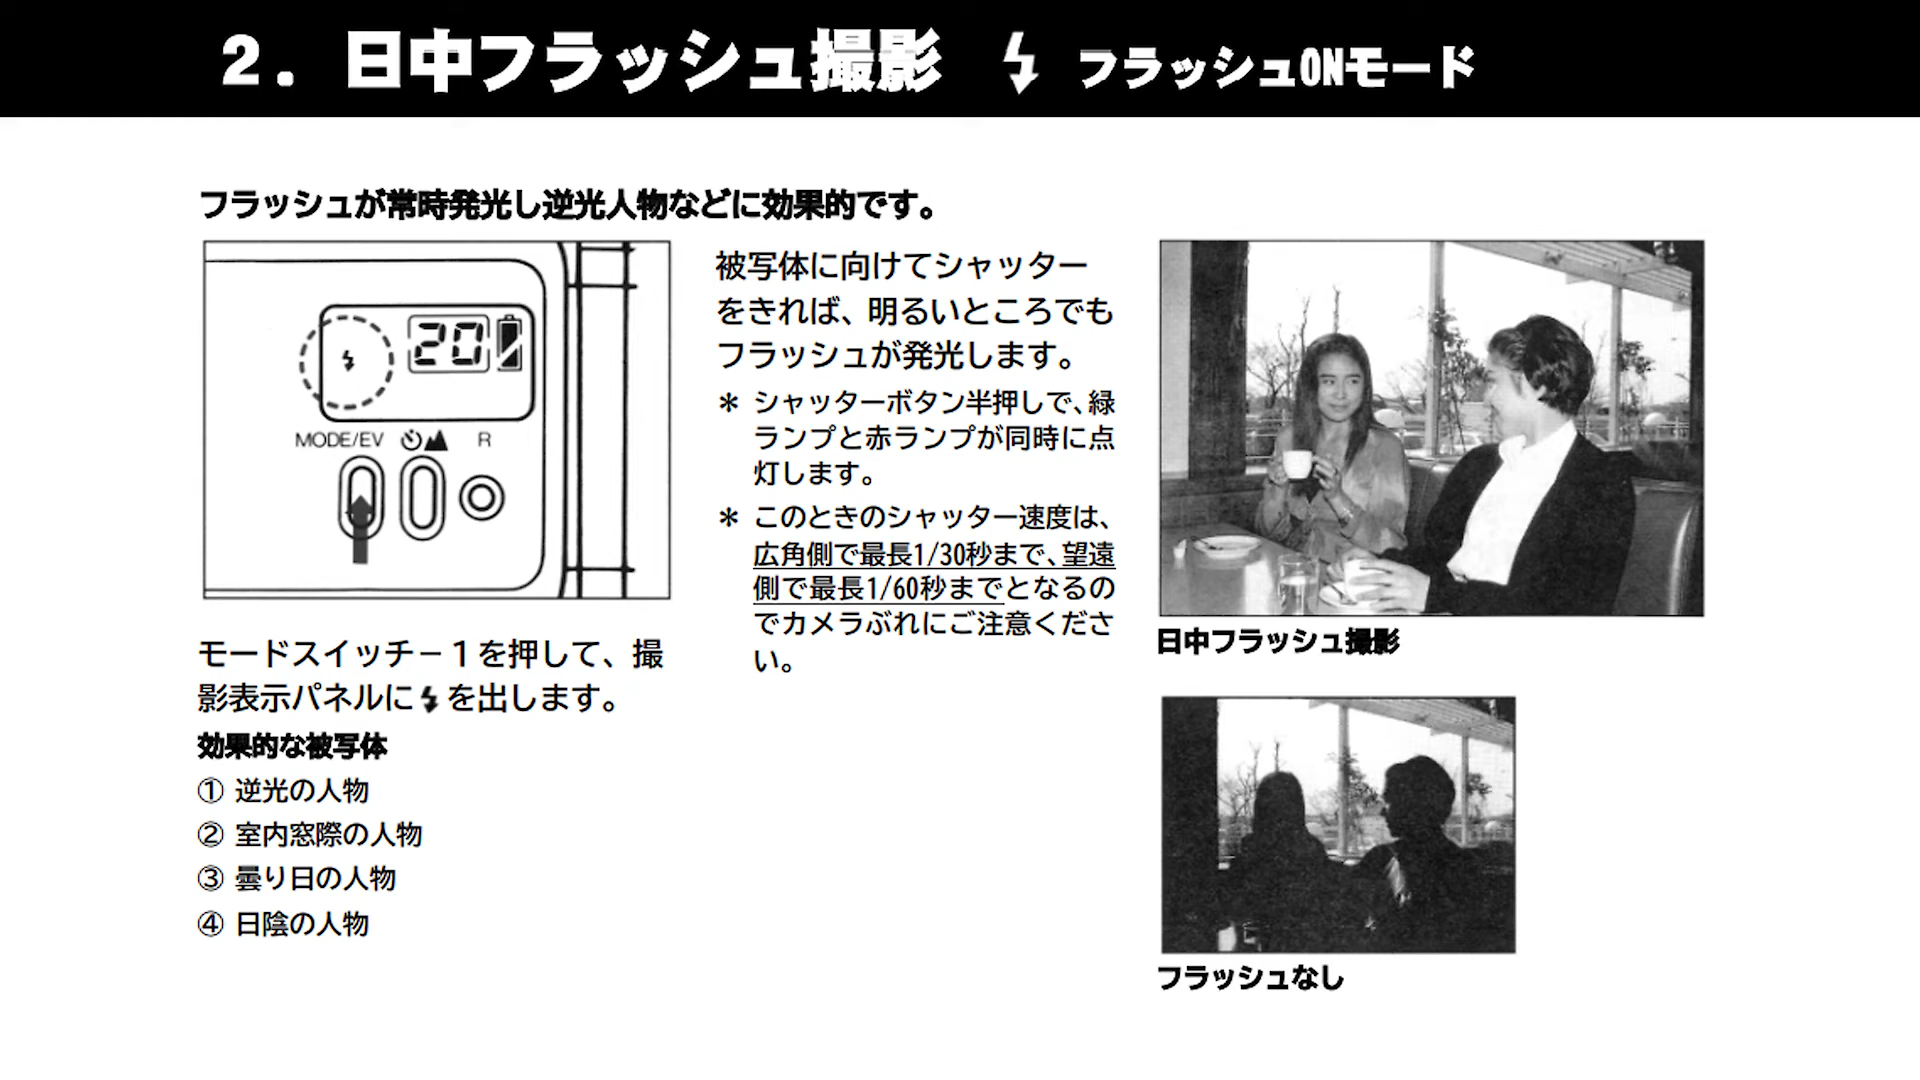 2. 日中フラッシュ撮影 フラッシュONモード
フラッシュが常時発光し逆光人物などに効果的です。
20
MODE/EV
R
モードスイッチ－1を押して、撮
影表示パネルにを出します。
効果的な被写体
① 逆光の人物
② 室内窓際の人物
③ 曇り日の人物
④ 日陰の人物
被写体に向けてシャッター
をきれば、明るいところでも
フラッシュが発光します。
＊ シャッターボタン半押しで、緑
ランプと赤ランプが同時に点
灯します。
＊ このときのシャッター速度は、
広角側で最長1/30秒まで、望遠
側で最長1/60秒までとなるの
でカメラぶれにご注意くださ
い。
日中フラッシュ撮影
フラッシュなし